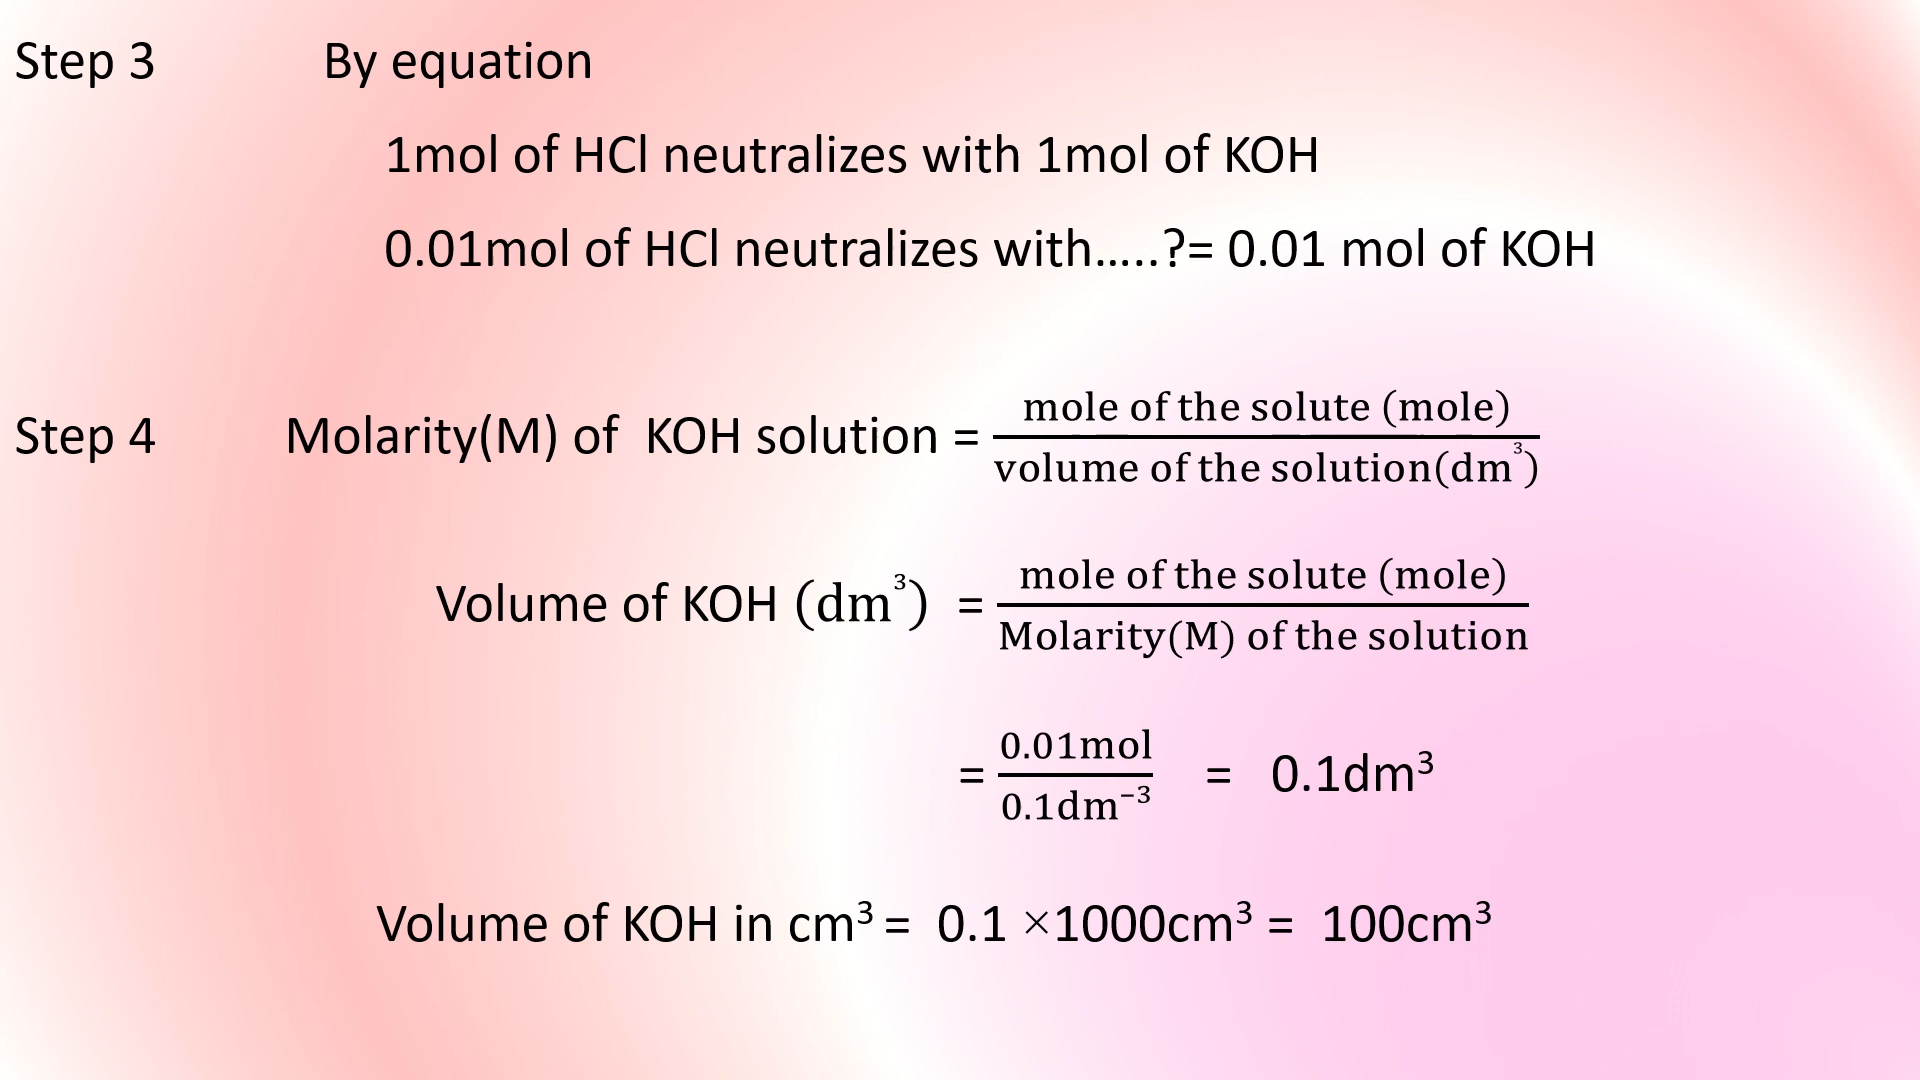 Step 3 By equation
1mol of HCl neutralizes with 1mol of KOH
0.01mol of HCl neutralizes with.....?= 0.01 mol of KOH
Step 4 Molarity(M) of KOH solution = mole of the solute (mole) / volume of the solution(dm³)
Volume of KOH (dm³) = mole of the solute (mole) / Molarity(M) of the solution
= 0.01mol / 0.1dm⁻³ = 0.1dm³
Volume of KOH in cm³ = 0.1 ×1000cm³ = 100cm³